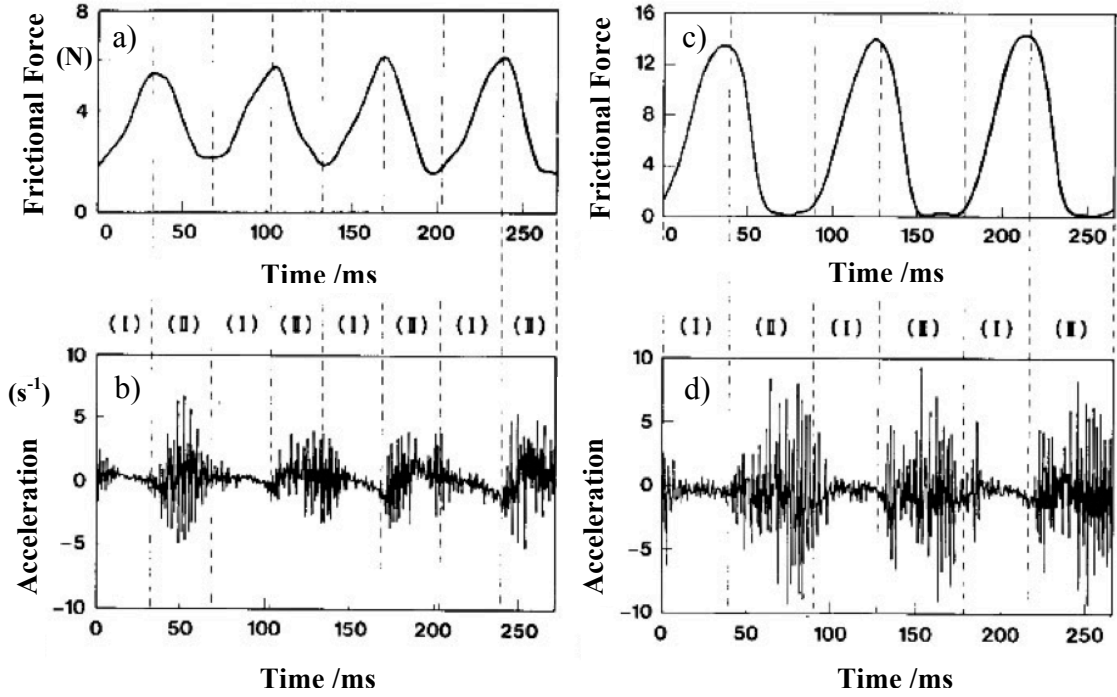 a)
8
(N)
4
0
Frictional Force
0 50 100 150 200 250
Time /ms
c)
16
12
8
4
0
Frictional Force
0 50 100 150 200 250
Time /ms
(I) (II) (I) (II) (I) (II) (I) (II)
b)
10
(s-1)
5
0
−5
−10
Acceleration
0 50 100 150 200 250
Time /ms
(I) (II) (I) (II) (I) (II)
d)
10
5
0
−5
−10
Acceleration
0 50 100 150 200 250
Time /ms